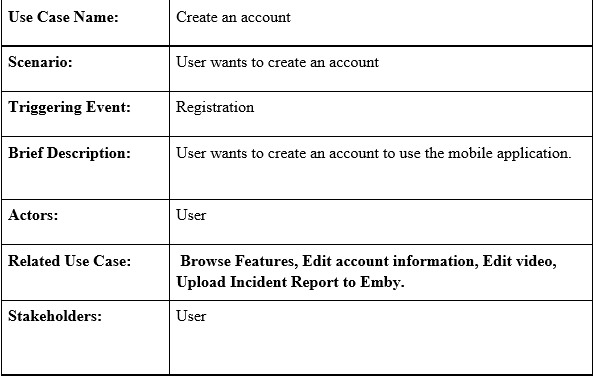 Use Case Name: Create an account
Scenario: User wants to create an account
Triggering Event: Registration
Brief Description: User wants to create an account to use the mobile application.
Actors: User
Related Use Case: Browse Features, Edit account information, Edit video,
Upload Incident Report to Emby.
Stakeholders: User